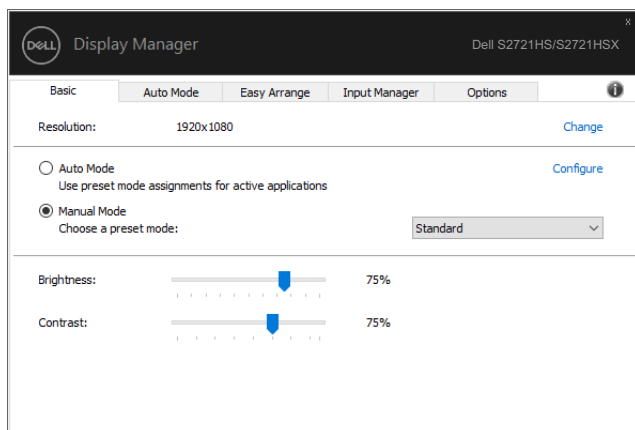 x
DELL Display Manager Dell S2721HS/S2721HSX
Basic Auto Mode Easy Arrange Input Manager Options i
Resolution: 1920x1080 Change
Auto Mode Configure
Use preset mode assignments for active applications
Manual Mode
Choose a preset mode: Standard
Brightness: 75%
Contrast: 75%